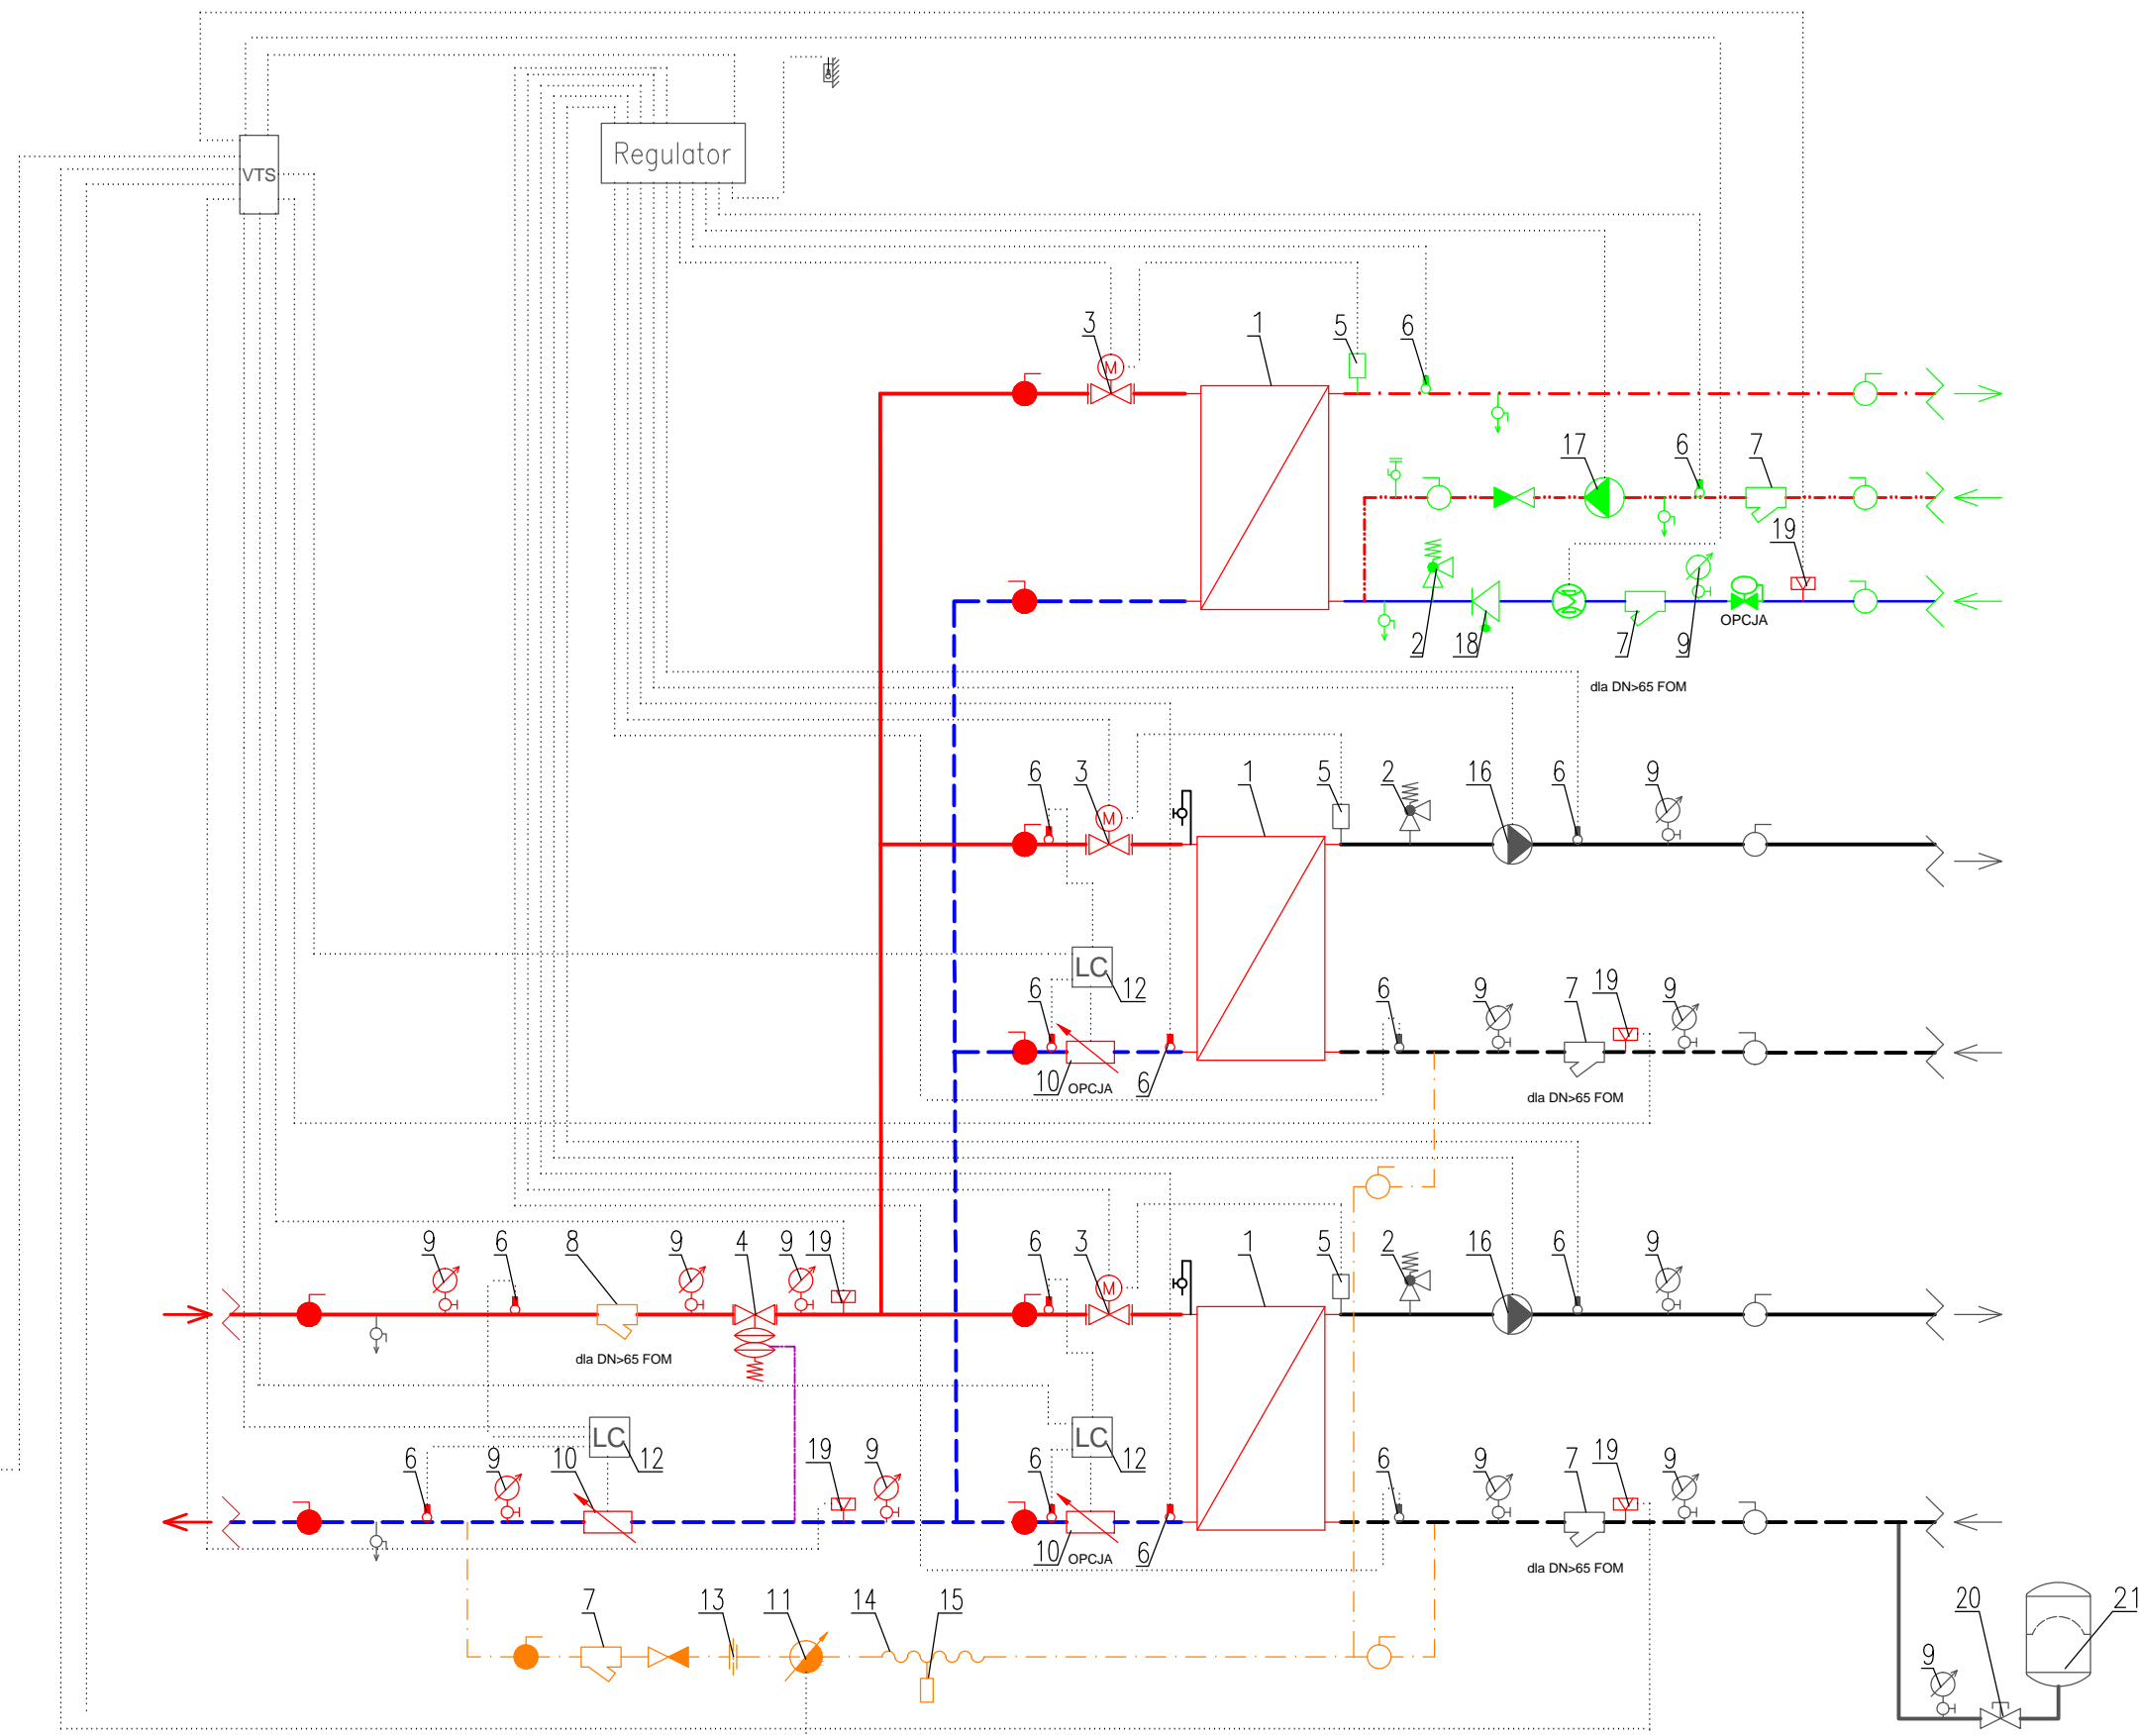 Regulator
VTS
3 1 5 6
M
17 6 7
19
OPCJA
2 18 7 9
dla DN>65 FOM
6 3 1 5 2 16 6 9
M
LC
12
6 6 9 7 19 9
10 OPCJA 6
dla DN>65 FOM
9 6 8 9 4 9 19 6 3 1 5 2 16 6 9
M
dla DN>65 FOM
LC LC
6 9 10 12 19 9 6 12 6 9 7 19 9
10 OPCJA 6
dla DN>65 FOM
7 13 11 14 15 20 21
9